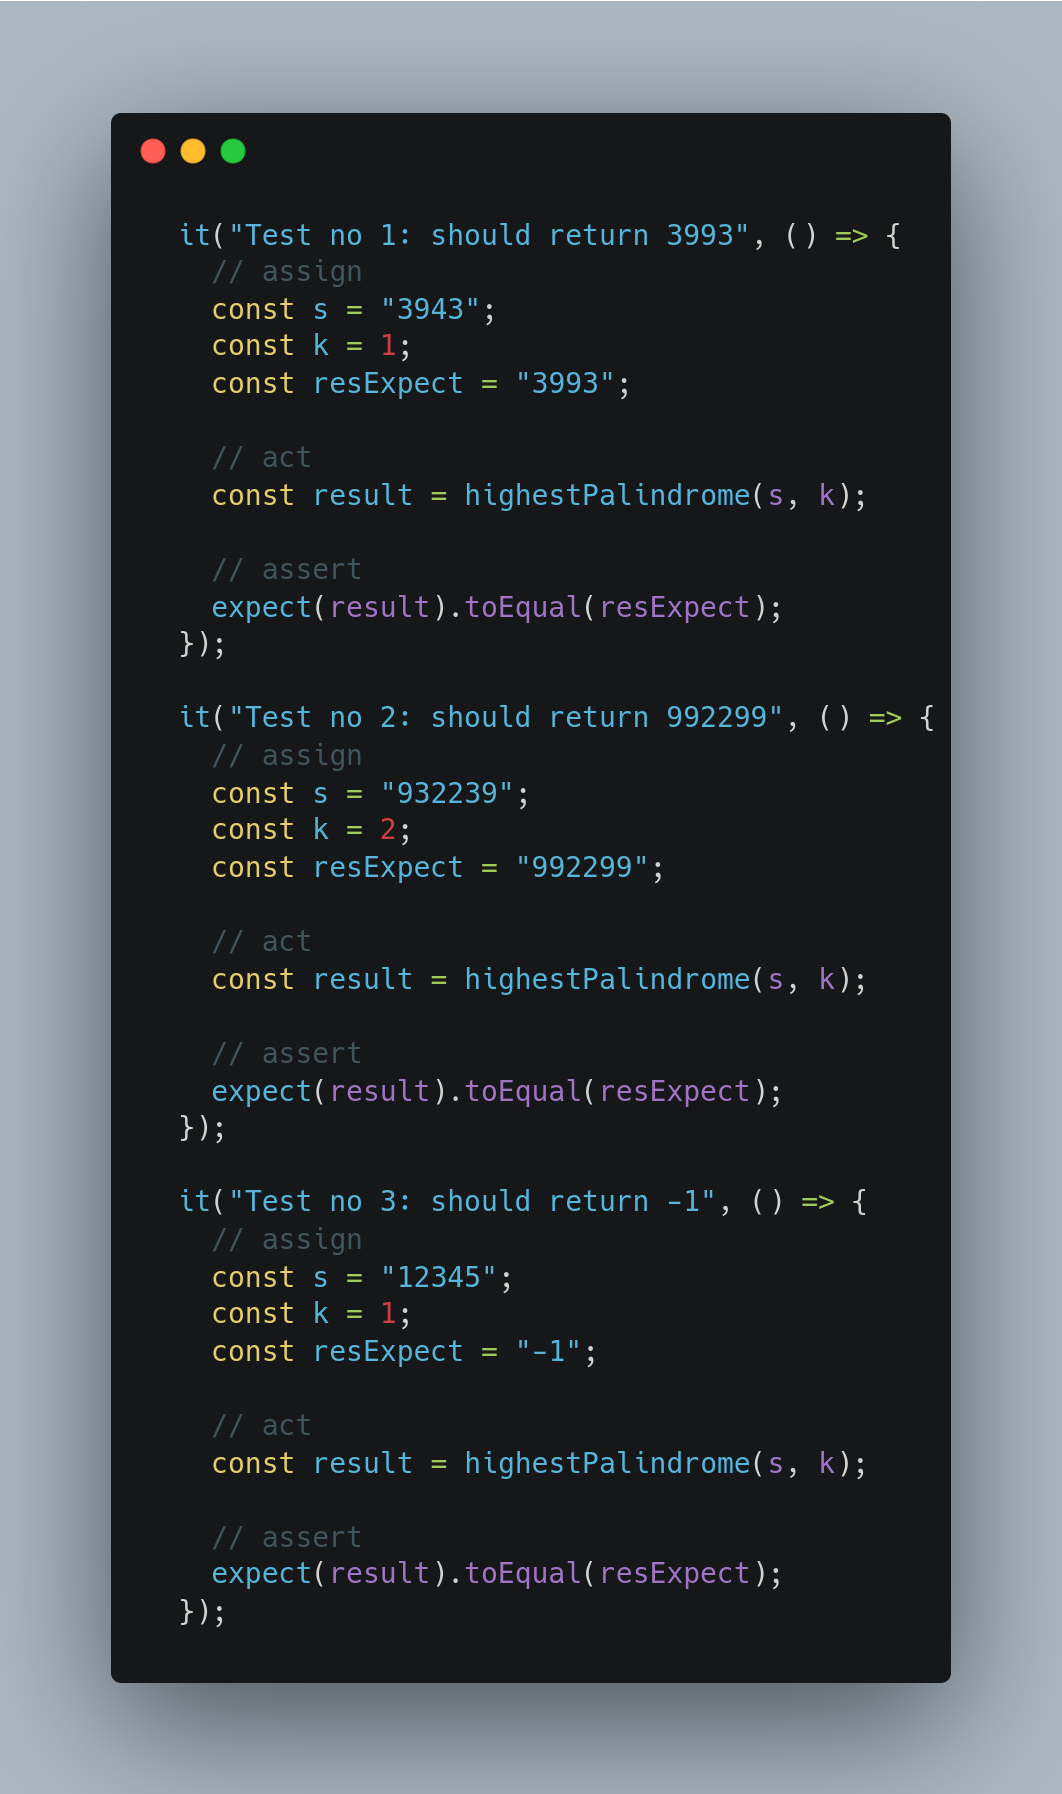 it("Test no 1: should return 3993", () => {
  // assign
  const s = "3943";
  const k = 1;
  const resExpect = "3993";

  // act
  const result = highestPalindrome(s, k);

  // assert
  expect(result).toEqual(resExpect);
});

it("Test no 2: should return 992299", () => {
  // assign
  const s = "932239";
  const k = 2;
  const resExpect = "992299";

  // act
  const result = highestPalindrome(s, k);

  // assert
  expect(result).toEqual(resExpect);
});

it("Test no 3: should return -1", () => {
  // assign
  const s = "12345";
  const k = 1;
  const resExpect = "-1";

  // act
  const result = highestPalindrome(s, k);

  // assert
  expect(result).toEqual(resExpect);
});